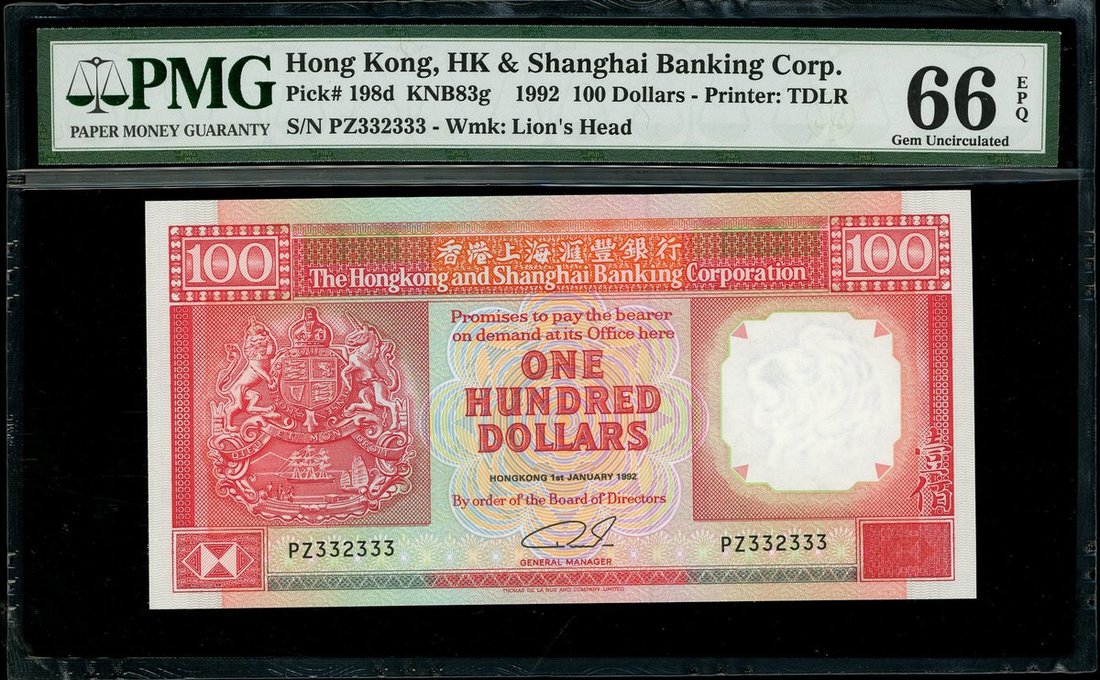 PMG
PAPER MONEY GUARANTY
Hong Kong, HK & Shanghai Banking Corp.
Pick# 198d KNB83g 1992 100 Dollars - Printer: TDLR
S/N PZ332333 - Wmk: Lion's Head
66
EPQ
Gem Uncirculated
100
香港上海滙豐銀行
The Hongkong and Shanghai Banking Corporation
100
Promises to pay the bearer
on demand at its Office here
ONE
HUNDRED
DOLLARS
HONGKONG 1st JANUARY 1992
By order of the Board of Directors
PZ332333
PZ332333
GENERAL MANAGER
THOMAS DE LA RUE AND COMPANY LIMITED